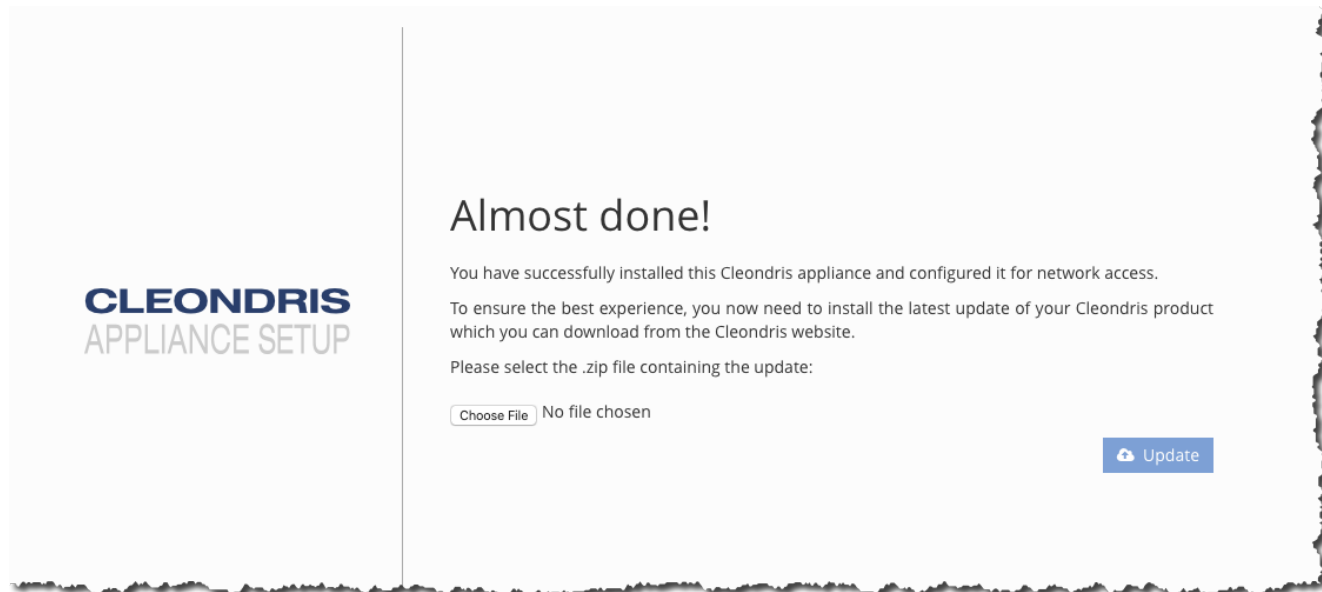 CLEONDRIS
APPLIANCE SETUP
Almost done!
You have successfully installed this Cleondris appliance and configured it for network access.
To ensure the best experience, you now need to install the latest update of your Cleondris product
which you can download from the Cleondris website.
Please select the .zip file containing the update:
Choose File No file chosen
Update